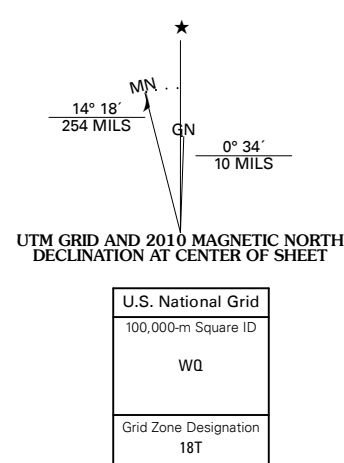 ★
MN
14° 18´
254 MILS
GN
0° 34´
10 MILS
UTM GRID AND 2010 MAGNETIC NORTH
DECLINATION AT CENTER OF SHEET
U.S. National Grid
100,000-m Square ID
WQ
Grid Zone Designation
18T